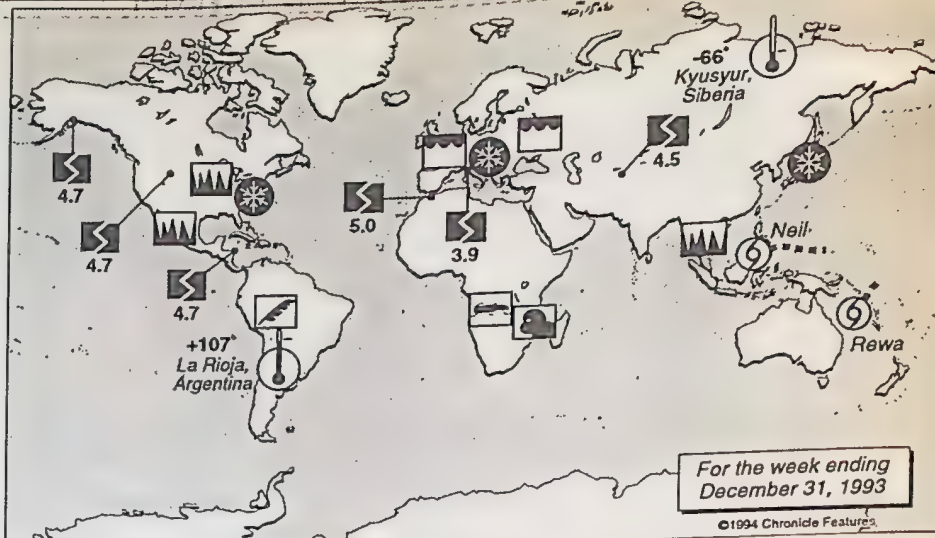 -66°
Kyusyur,
Siberia
4.7
4.5
5.0
4.7
3.9
Neil
4.7
+107°
La Rioja,
Argentina
Rewa
For the week ending
December 31, 1993
©1994 Chronicle Features